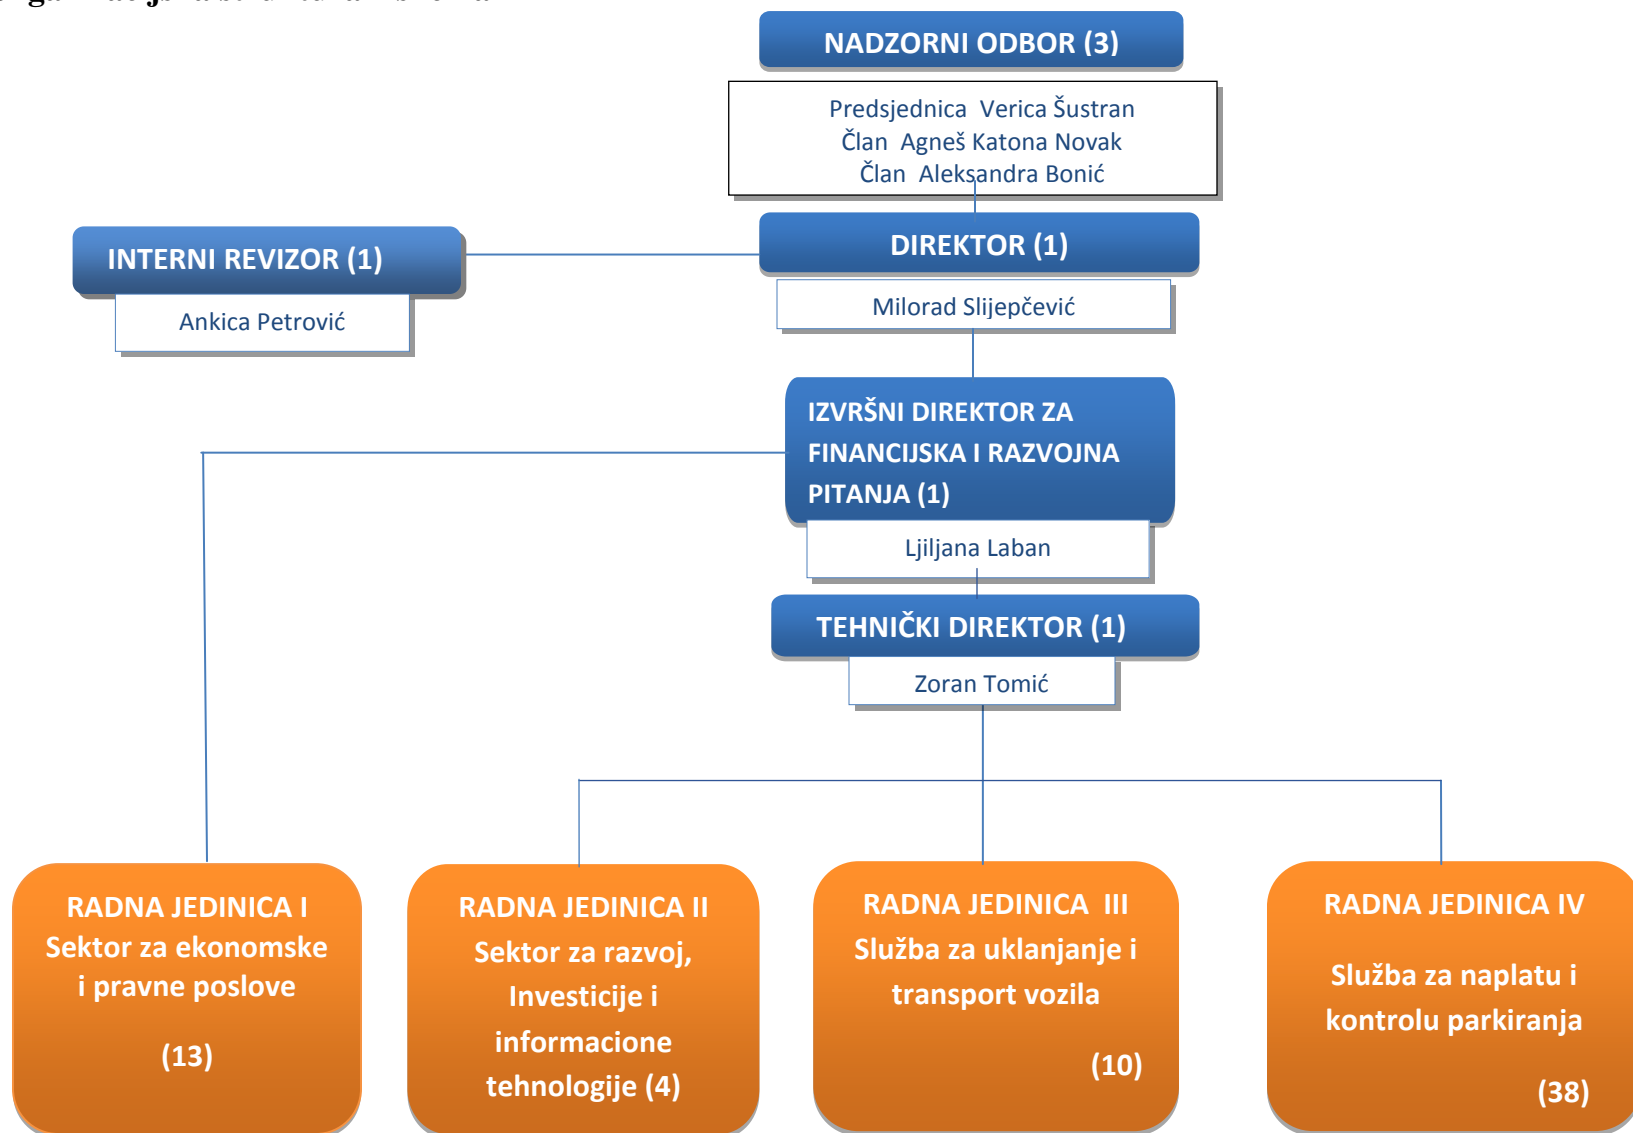 NADZORNI ODBOR (3)
Predsjednica Verica Šustran
Član Agneš Katona Novak
Član Aleksandra Bonić
INTERNI REVIZOR (1)
Ankica Petrović
DIREKTOR (1)
Milorad Slijepčević
IZVRŠNI DIREKTOR ZA
FINANCIJSKA I RAZVOJNA
PITANJA (1)
Ljiljana Laban
TEHNIČKI DIREKTOR (1)
Zoran Tomić
RADNA JEDINICA I
Sektor za ekonomske
i pravne poslove
(13)
RADNA JEDINICA II
Sektor za razvoj,
Investicije i
informacione
tehnologije (4)
RADNA JEDINICA III
Služba za uklanjanje i
transport vozila
(10)
RADNA JEDINICA IV
Služba za naplatu i
kontrolu parkiranja
(38)